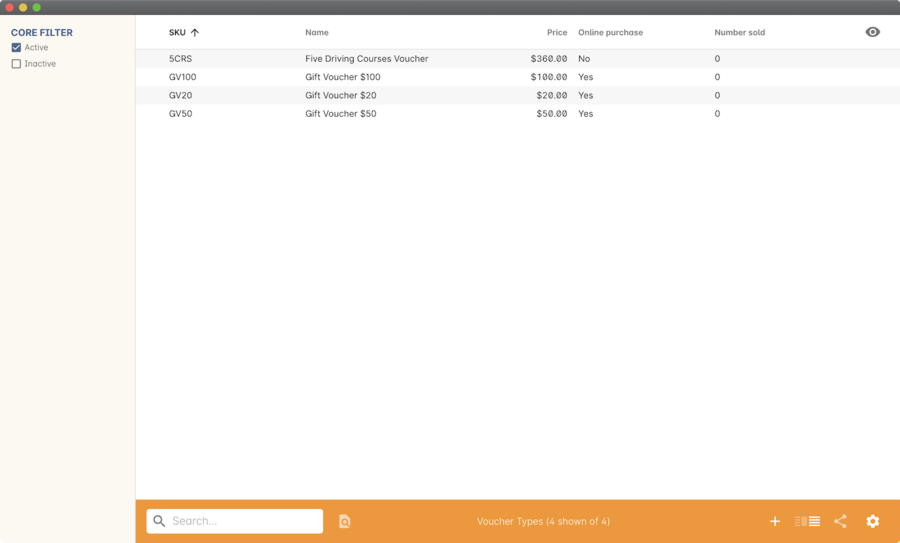 CORE FILTER
Active
Inactive
SKU Name Price Online purchase Number sold
5CRS Five Driving Courses Voucher $360.00 No 0
GV100 Gift Voucher $100 $100.00 Yes 0
GV20 Gift Voucher $20 $20.00 Yes 0
GV50 Gift Voucher $50 $50.00 Yes 0
Search... Voucher Types (4 shown of 4)